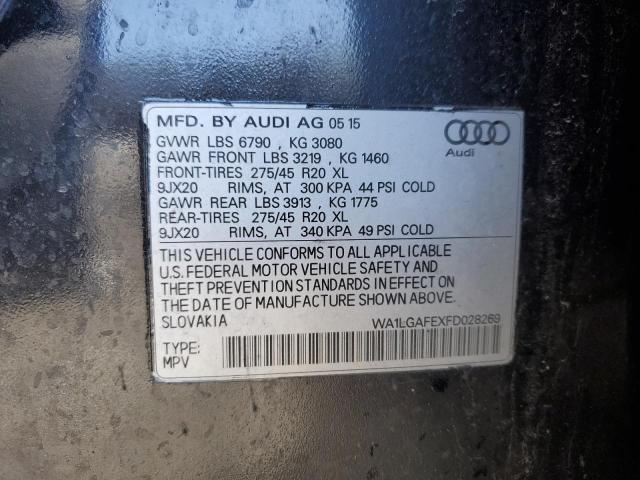 MFD. BY AUDI AG 05 15
GVWR LBS 6790 , KG 3080
GAWR FRONT LBS 3219 , KG 1460
FRONT-TIRES 275/45 R20 XL
9JX20 RIMS, AT 300 KPA 44 PSI COLD
GAWR REAR LBS 3913 , KG 1775
REAR-TIRES 275/45 R20 XL
9JX20 RIMS, AT 340 KPA 49 PSI COLD
Audi
THIS VEHICLE CONFORMS TO ALL APPLICABLE
U.S. FEDERAL MOTOR VEHICLE SAFETY AND
THEFT PREVENTION STANDARDS IN EFFECT ON
THE DATE OF MANUFACTURE SHOWN ABOVE.
SLOVAKIA WA1LGAFEXFD028269
TYPE:
MPV